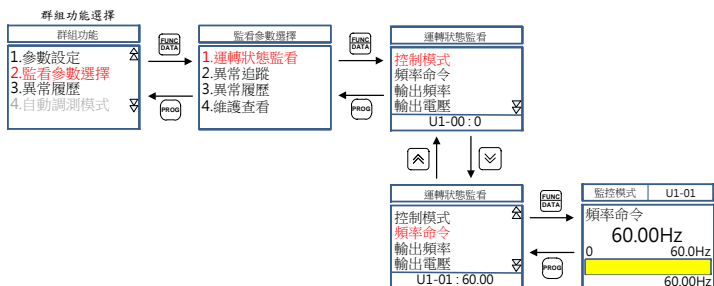 群組功能選擇
群組功能
1.參數設定
2.監看參數選擇
3.異常履歷
4.自動調測模式
FUNC
DATA
PROG
監看參數選擇
1.運轉狀態監看
2.異常追蹤
3.異常履歷
4.維護查看
FUNC
DATA
PROG
運轉狀態監看
控制模式
頻率命令
輸出頻率
輸出電壓
U1-00 : 0
運轉狀態監看
控制模式
頻率命令
輸出頻率
輸出電壓
U1-01 : 60.00
FUNC
DATA
PROG
監控模式 U1-01
頻率命令
60.00Hz
0 60.0Hz
60.00Hz